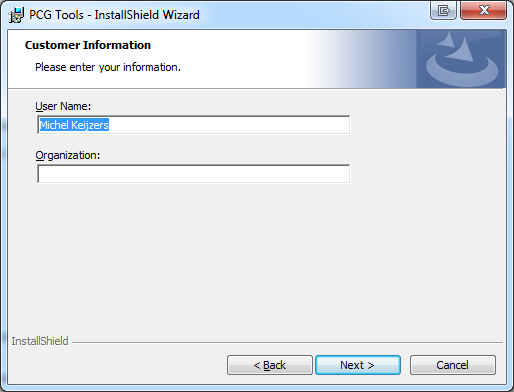 PCG Tools - InstallShield Wizard
Customer Information
Please enter your information.
User Name:
Michel Keijzers
Organization:
InstallShield
< Back
Next >
Cancel